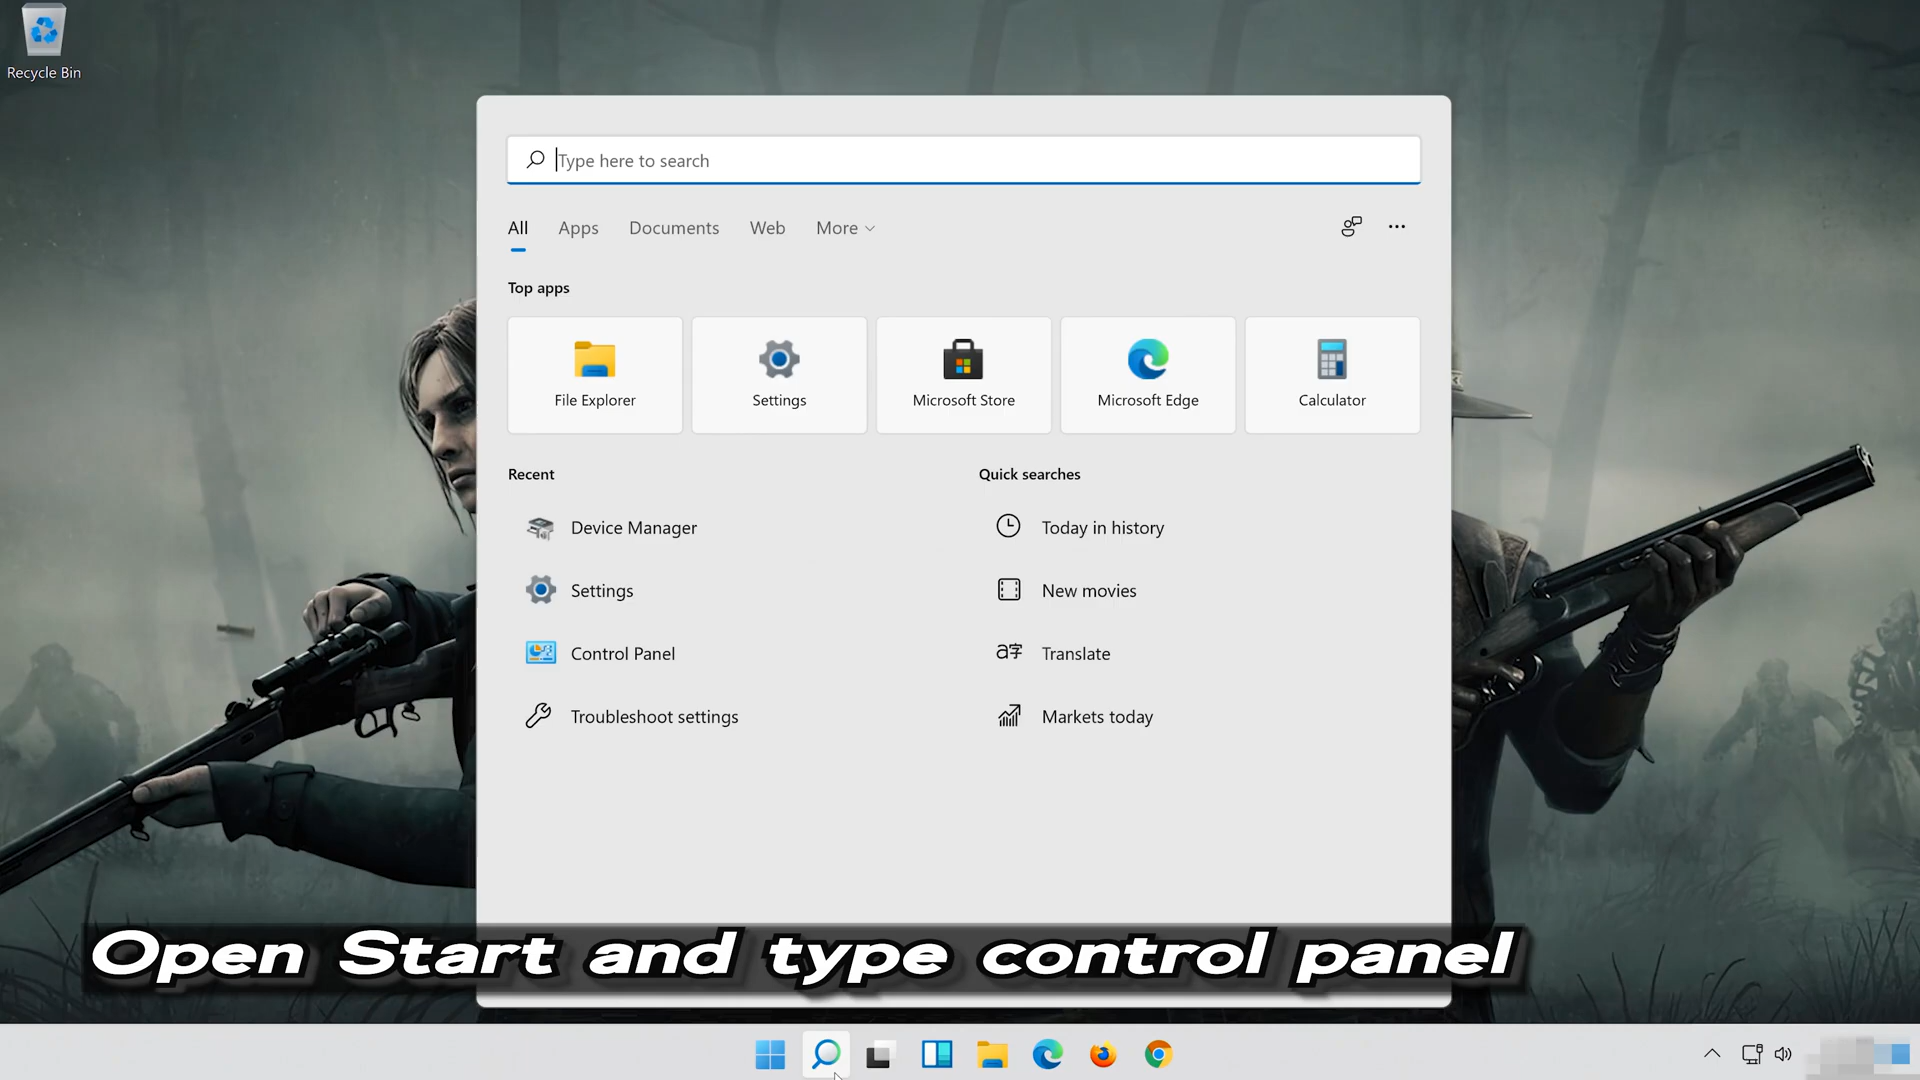 Recycle Bin
Type here to search
All Apps Documents Web More
Top apps
File Explorer Settings Microsoft Store Microsoft Edge Calculator
Recent Quick searches
Device Manager Today in history
Settings New movies
Control Panel Translate
Troubleshoot settings Markets today
Open Start and type control panel